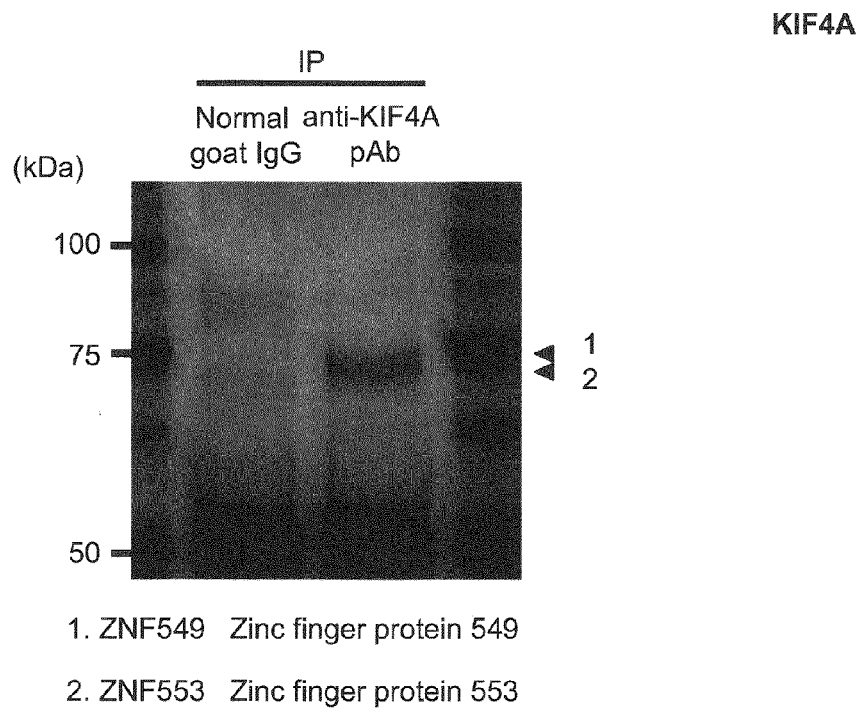 KIF4A
IP
Normal anti-KIF4A
goat IgG pAb
(kDa)
100
75
1
2
50
1. ZNF549 Zinc finger protein 549
2. ZNF553 Zinc finger protein 553